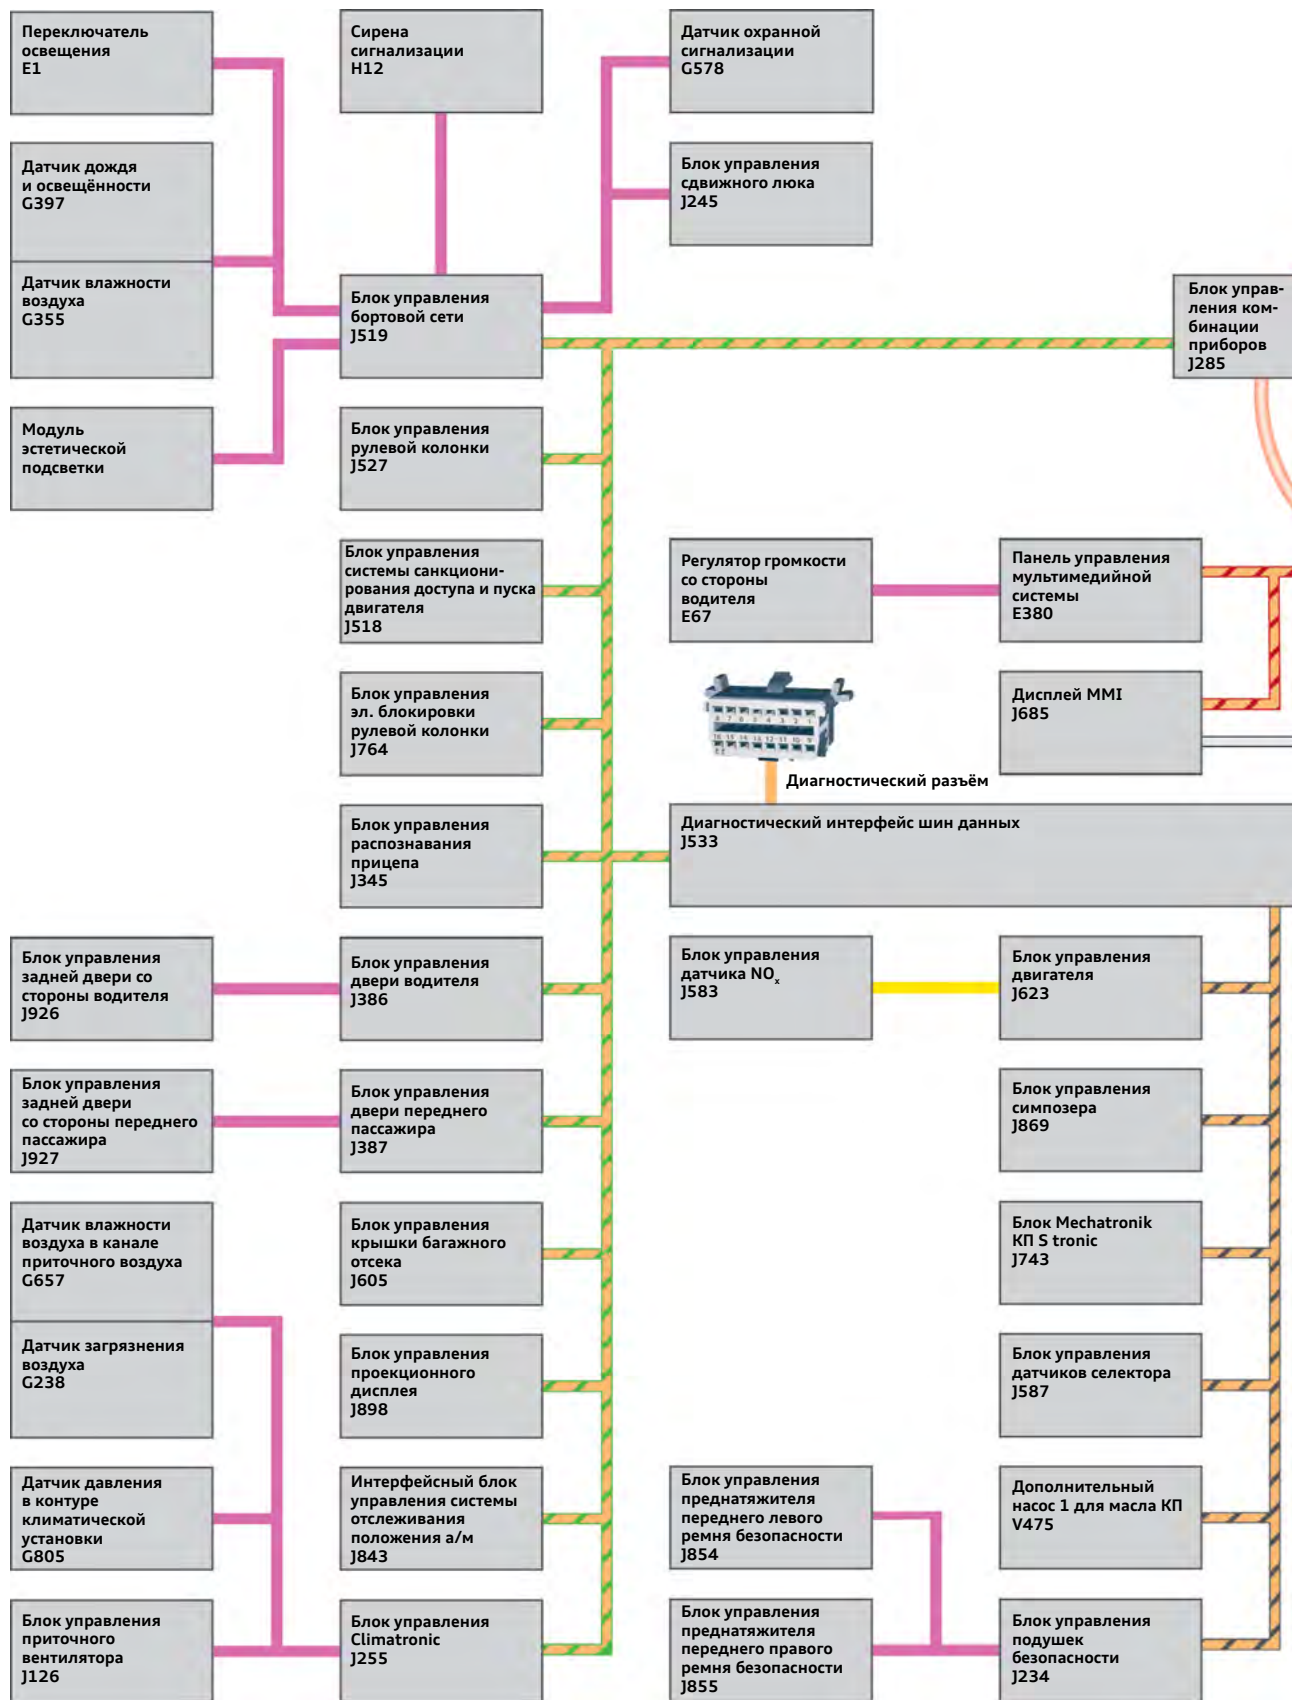 Переключатель
освещения
E1
Сирена
сигнализации
H12
Датчик охранной
сигнализации
G578
Датчик дождя
и освещённости
G397
Блок управления
сдвижного люка
J245
Датчик влажности
воздуха
G355
Блок управления
бортовой сети
J519
Блок управ-
ления ком-
бинации
приборов
J285
Модуль
эстетической
подсветки
Блок управления
рулевой колонки
J527
Блок управления
системы санкциони-
рования доступа и пуска
двигателя
J518
Регулятор громкости
со стороны
водителя
E67
Панель управления
мультимедийной
системы
E380
Блок управления
эл. блокировки
рулевой колонки
J764
Дисплей MMI
J685
Диагностический разъём
Блок управления
распознавания
прицепа
J345
Диагностический интерфейс шин данных
J533
Блок управления
задней двери со
стороны водителя
J926
Блок управления
двери водителя
J386
Блок управления
датчика NOx
J583
Блок управления
двигателя
J623
Блок управления
задней двери
со стороны переднего
пассажира
J927
Блок управления
двери переднего
пассажира
J387
Блок управления
симпозера
J869
Датчик влажности
воздуха в канале
приточного воздуха
G657
Блок управления
крышки багажного
отсека
J605
Блок Mechatronik
КП S tronic
J743
Датчик загрязнения
воздуха
G238
Блок управления
проекционного
дисплея
J898
Блок управления
датчиков селектора
J587
Датчик давления
в контуре
климатической
установки
G805
Интерфейсный блок
управления системы
отслеживания
положения а/м
J843
Блок управления
преднатяжителя
переднего левого
ремня безопасности
J854
Дополнительный
насос 1 для масла КП
V475
Блок управления
приточного
вентилятора
J126
Блок управления
Climatronic
J255
Блок управления
преднатяжителя
переднего правого
ремня безопасности
J855
Блок управления
подушек
безопасности
J234